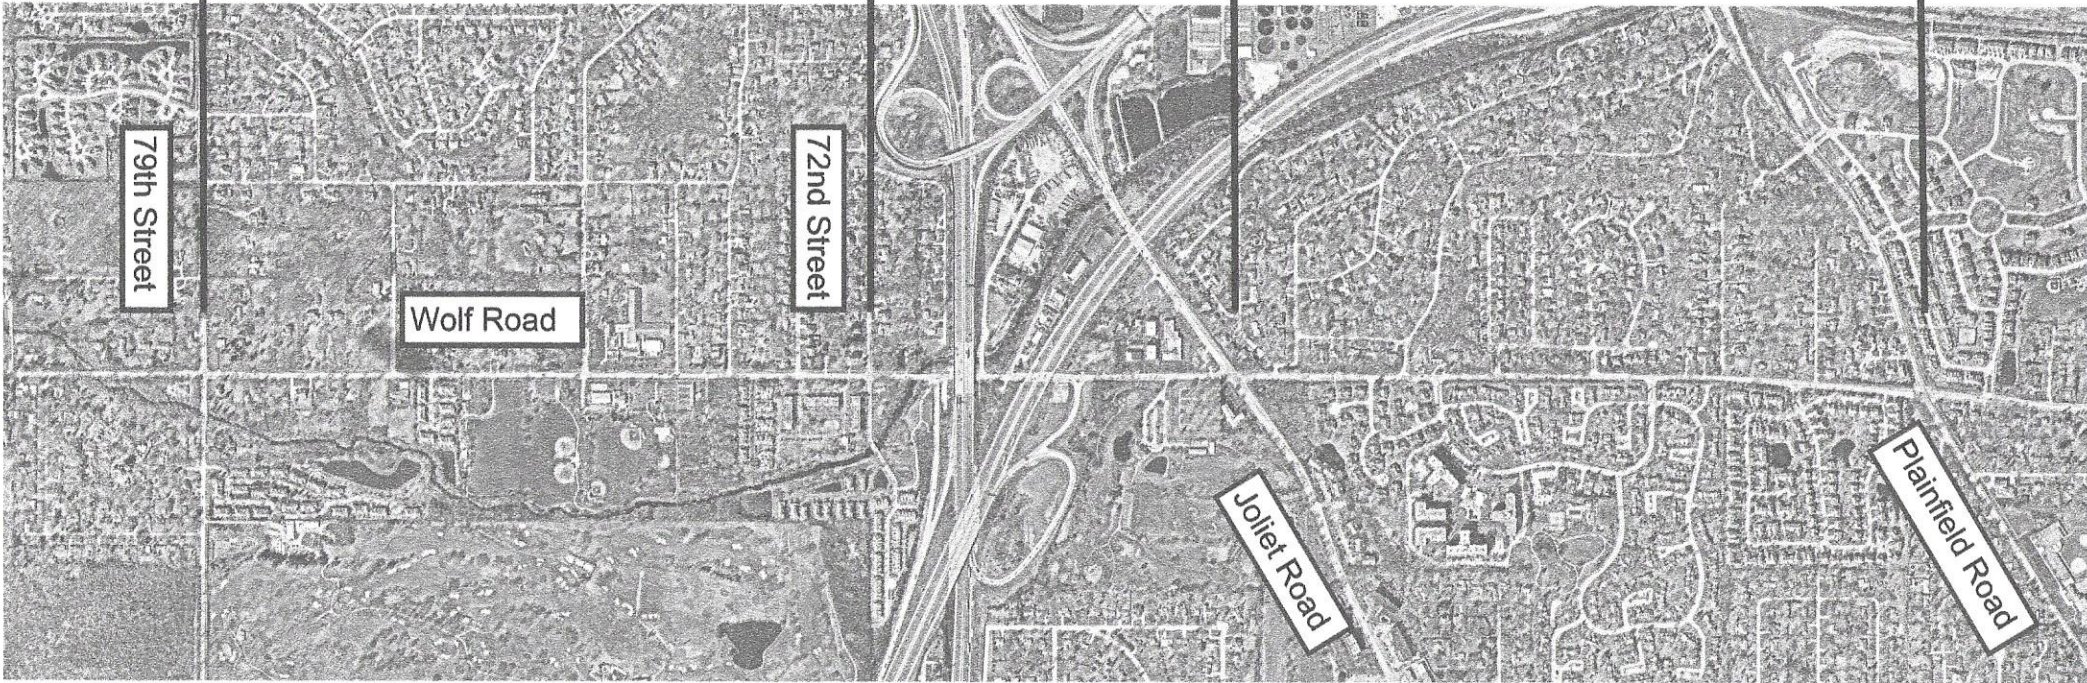 79th Street
Wolf Road
72nd Street
Joliet Road
Plainfield Road